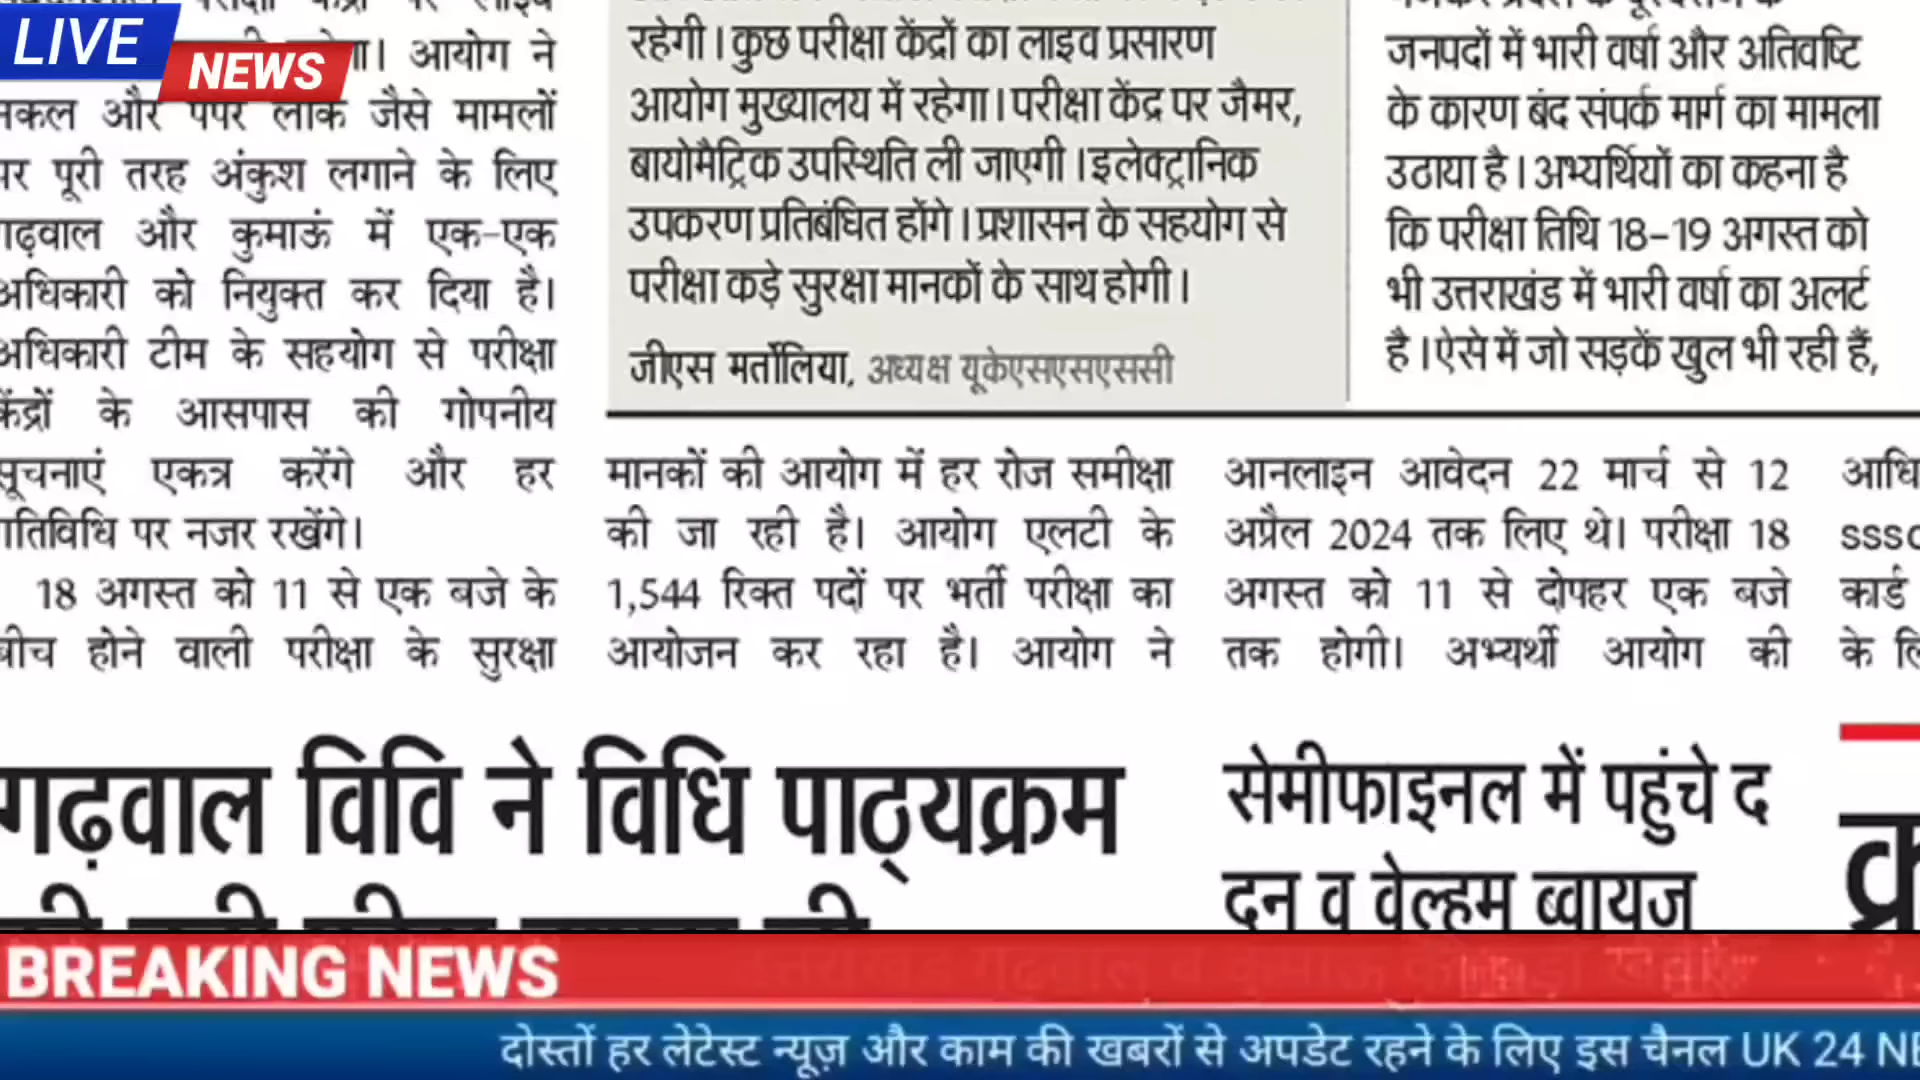 LIVE
NEWS
आयोग ने
नकल और पेपर लीक जैसे मामलों
पर पूरी तरह अंकुश लगाने के लिए
गढ़वाल और कुमाऊं में एक-एक
अधिकारी को नियुक्त कर दिया है।
अधिकारी टीम के सहयोग से परीक्षा
केंद्रों के आसपास की गोपनीय
सूचनाएं एकत्र करेंगे और हर
गतिविधि पर नजर रखेंगे।
18 अगस्त को 11 से एक बजे के
बीच होने वाली परीक्षा के सुरक्षा
रहेगी। कुछ परीक्षा केंद्रों का लाइव प्रसारण
आयोग मुख्यालय में रहेगा। परीक्षा केंद्र पर जैमर,
बायोमैट्रिक उपस्थिति ली जाएगी। इलेक्ट्रानिक
उपकरण प्रतिबंधित होंगे। प्रशासन के सहयोग से
परीक्षा कड़े सुरक्षा मानकों के साथ होगी।
जीएस मर्तोलिया, अध्यक्ष यूकेएसएसएससी
मानकों की आयोग में हर रोज समीक्षा
की जा रही है। आयोग एलटी के
1,544 रिक्त पदों पर भर्ती परीक्षा का
आयोजन कर रहा है। आयोग ने
जनपदों में भारी वर्षा और अतिवष्टि
के कारण बंद संपर्क मार्ग का मामला
उठाया है। अभ्यर्थियों का कहना है
कि परीक्षा तिथि 18-19 अगस्त को
भी उत्तराखंड में भारी वर्षा का अलर्ट
है। ऐसे में जो सड़कें खुल भी रही हैं,
आनलाइन आवेदन 22 मार्च से 12
अप्रैल 2024 तक लिए थे। परीक्षा 18
अगस्त को 11 से दोपहर एक बजे
तक होगी। अभ्यर्थी आयोग की
आधि
sssc
कार्ड
के लि
गढ़वाल विवि ने विधि पाठ्यक्रम
सेमीफाइनल में पहुंचे द
दून व वेल्हम ब्वायज
BREAKING NEWS
दोस्तों हर लेटेस्ट न्यूज़ और काम की खबरों से अपडेट रहने के लिए इस चैनल UK 24 NE